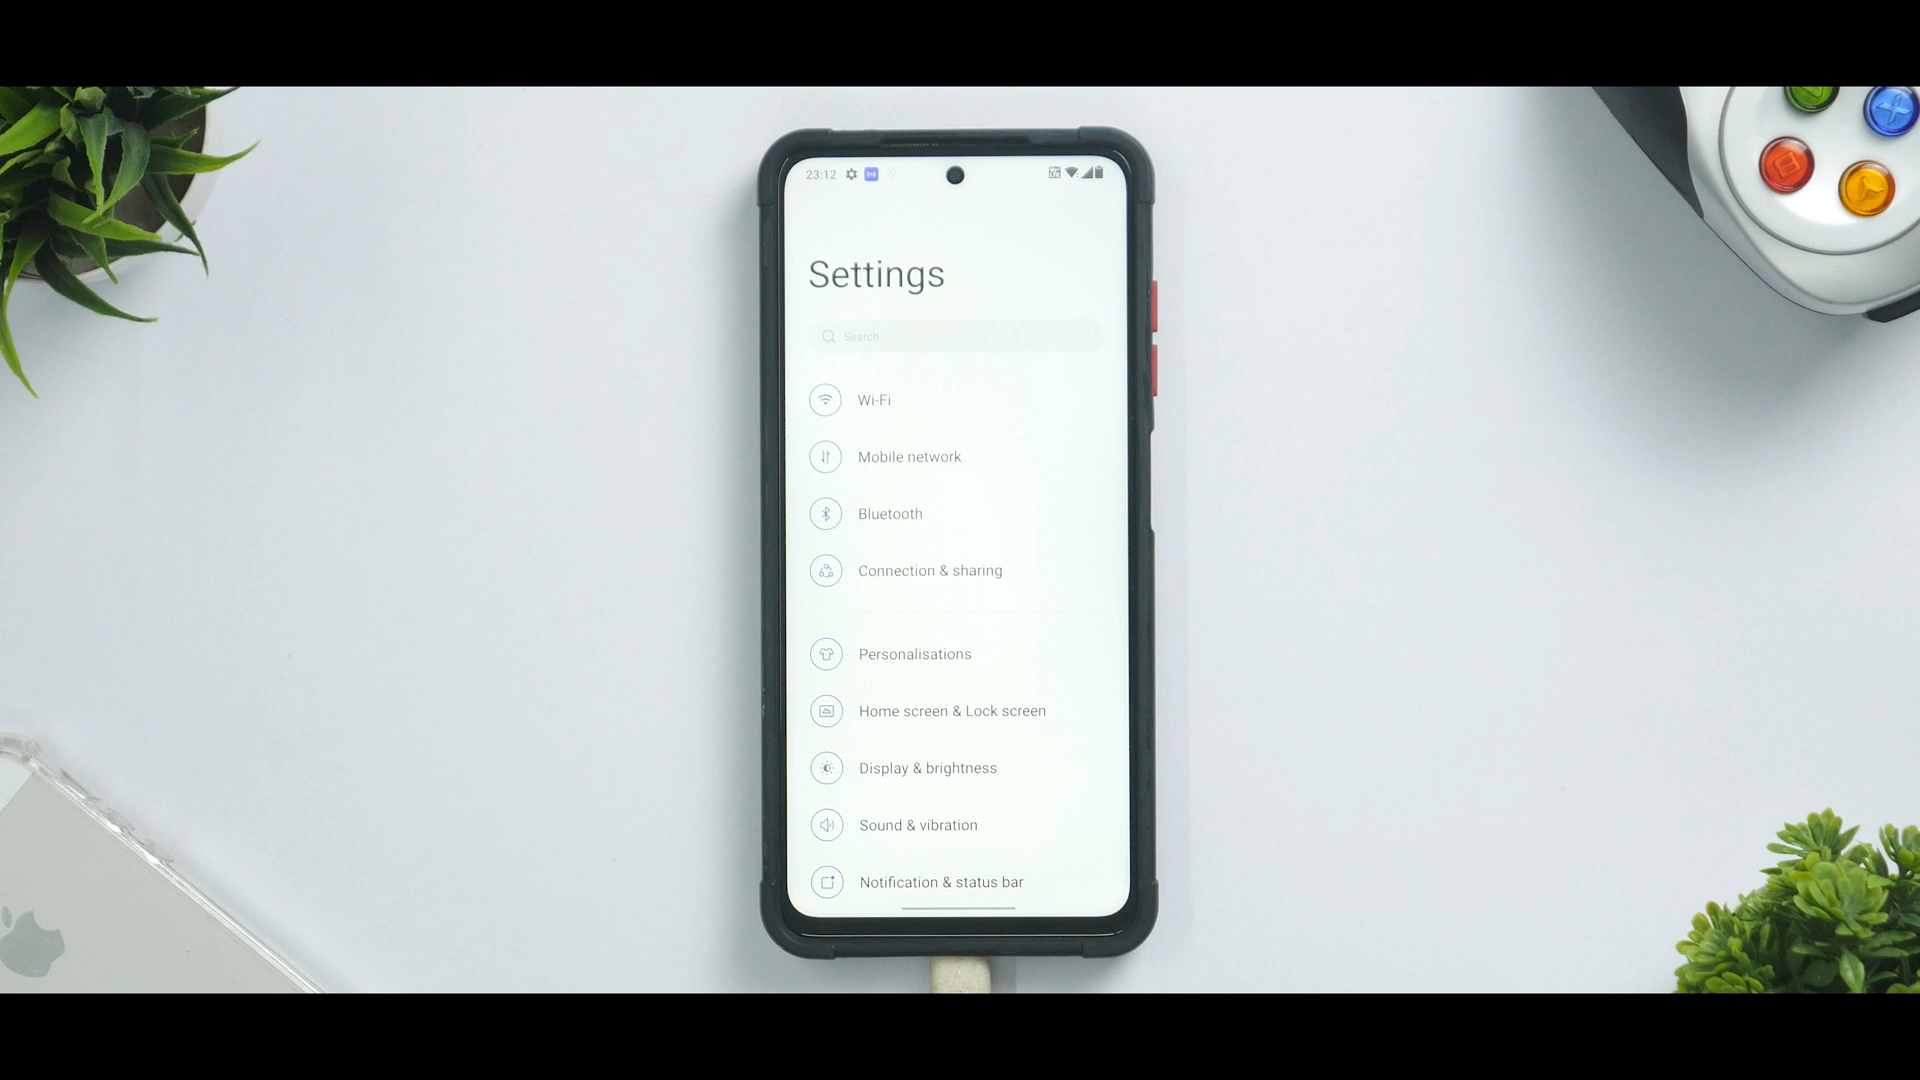 23:12
Settings
Search
Wi-Fi
Mobile network
Bluetooth
Connection & sharing
Personalisations
Home screen & Lock screen
Display & brightness
Sound & vibration
Notification & status bar